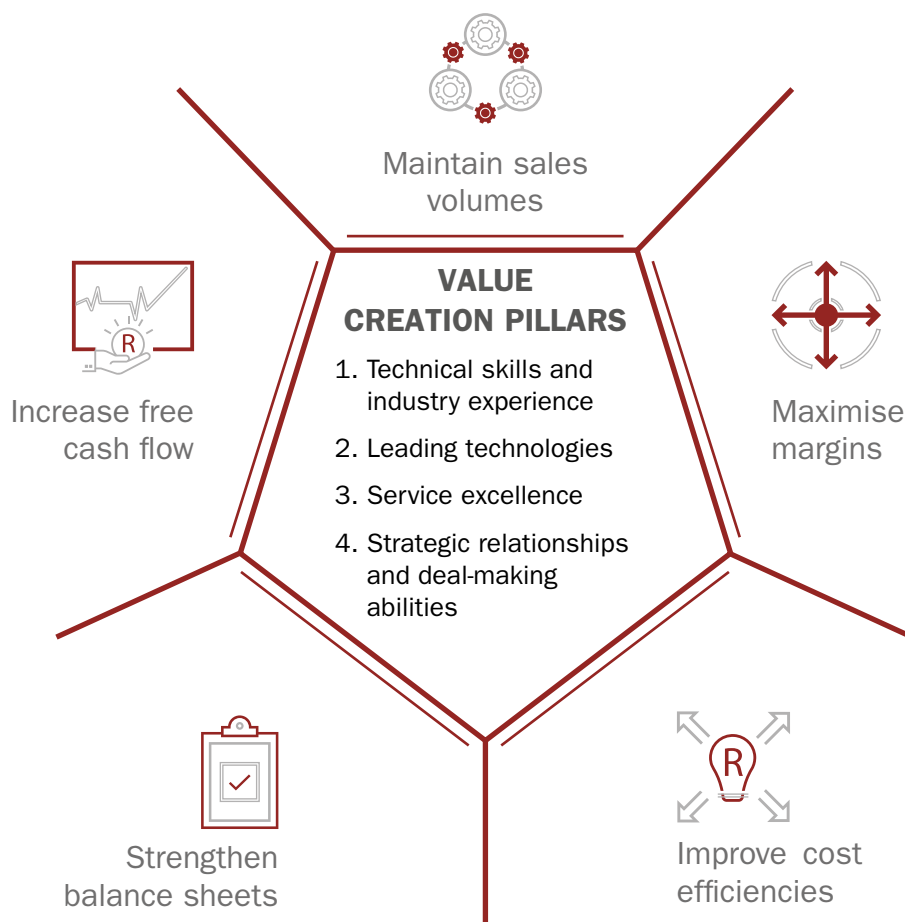 Maintain sales
volumes
VALUE
CREATION PILLARS
1. Technical skills and
industry experience
2. Leading technologies
3. Service excellence
4. Strategic relationships
and deal-making
abilities
R
Increase free
cash flow
Maximise
margins
Strengthen
balance sheets
R
Improve cost
efficiencies